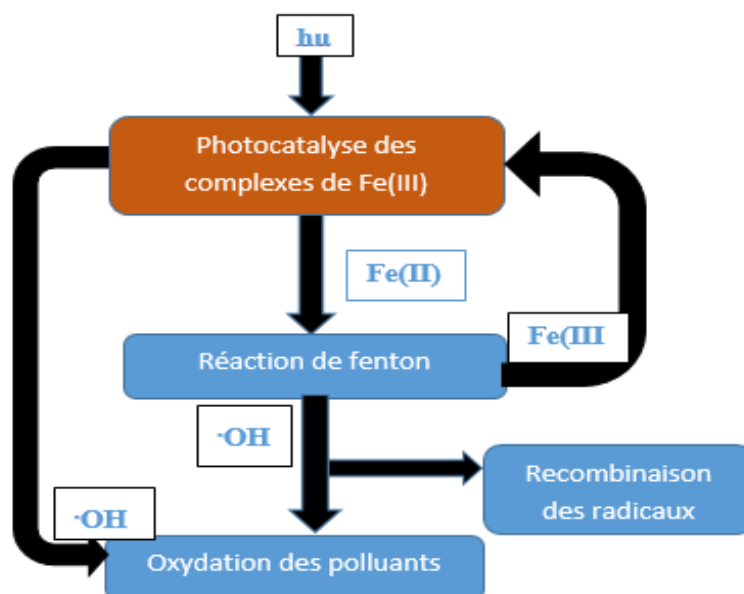 hu
Photocatalyse des
complexes de Fe(III)
Fe(II)
Fe(III
Réaction de fenton
·OH
Recombinaison
des radicaux
·OH
Oxydation des polluants